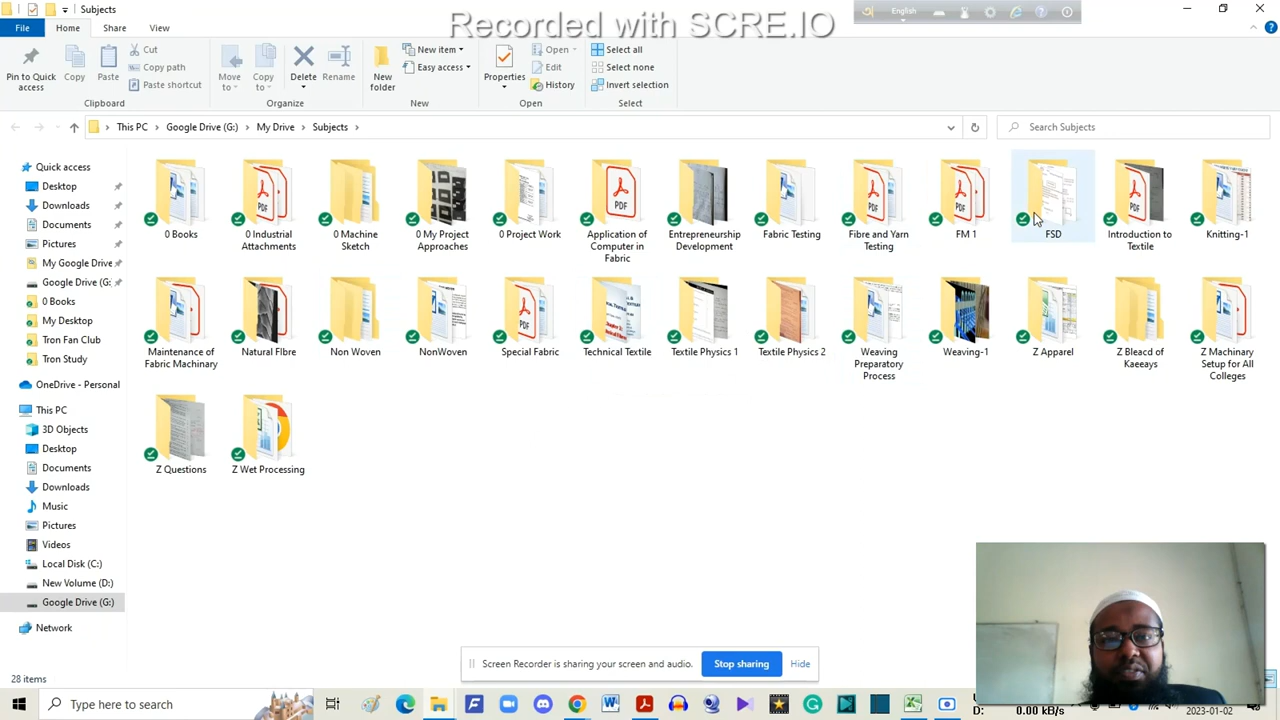 Subjects
Recorded with SCRE.IO
English
File Home Share View
Pin to Quick access
Copy
Paste
Cut
Copy path
Paste shortcut
Clipboard
Move to
Copy to
Delete
Rename
Organize
New folder
New item
Easy access
New
Properties
Open
Edit
History
Open
Select all
Select none
Invert selection
Select
This PC > Google Drive (G:) > My Drive > Subjects >
Search Subjects
Quick access
Desktop
Downloads
Documents
Pictures
My Google Drive
Google Drive (G:
0 Books
My Desktop
Tron Fan Club
Tron Study
OneDrive - Personal
This PC
3D Objects
Desktop
Documents
Downloads
Music
Pictures
Videos
Local Disk (C:)
New Volume (D:)
Google Drive (G:)
Network
0 Books
0 Industrial Attachments
0 Machine Sketch
0 My Project Approaches
0 Project Work
Application of Computer in Fabric
Entrepreneurship Development
Fabric Testing
Fibre and Yarn Testing
FM 1
FSD
Introduction to Textile
Knitting-1
Maintenance of Fabric Machinary
Natural FIbre
Non Woven
NonWoven
Special Fabric
Technical Textile
Textile Physics 1
Textile Physics 2
Weaving Preparatory Process
Weaving-1
Z Apparel
Z Bleacd of Kaeeays
Z Machinary Setup for All Colleges
Z Questions
Z Wet Processing
PDF
Screen Recorder is sharing your screen and audio.
Stop sharing
Hide
28 items
Type here to search
D:
0.00 kB/s
2023-01-02